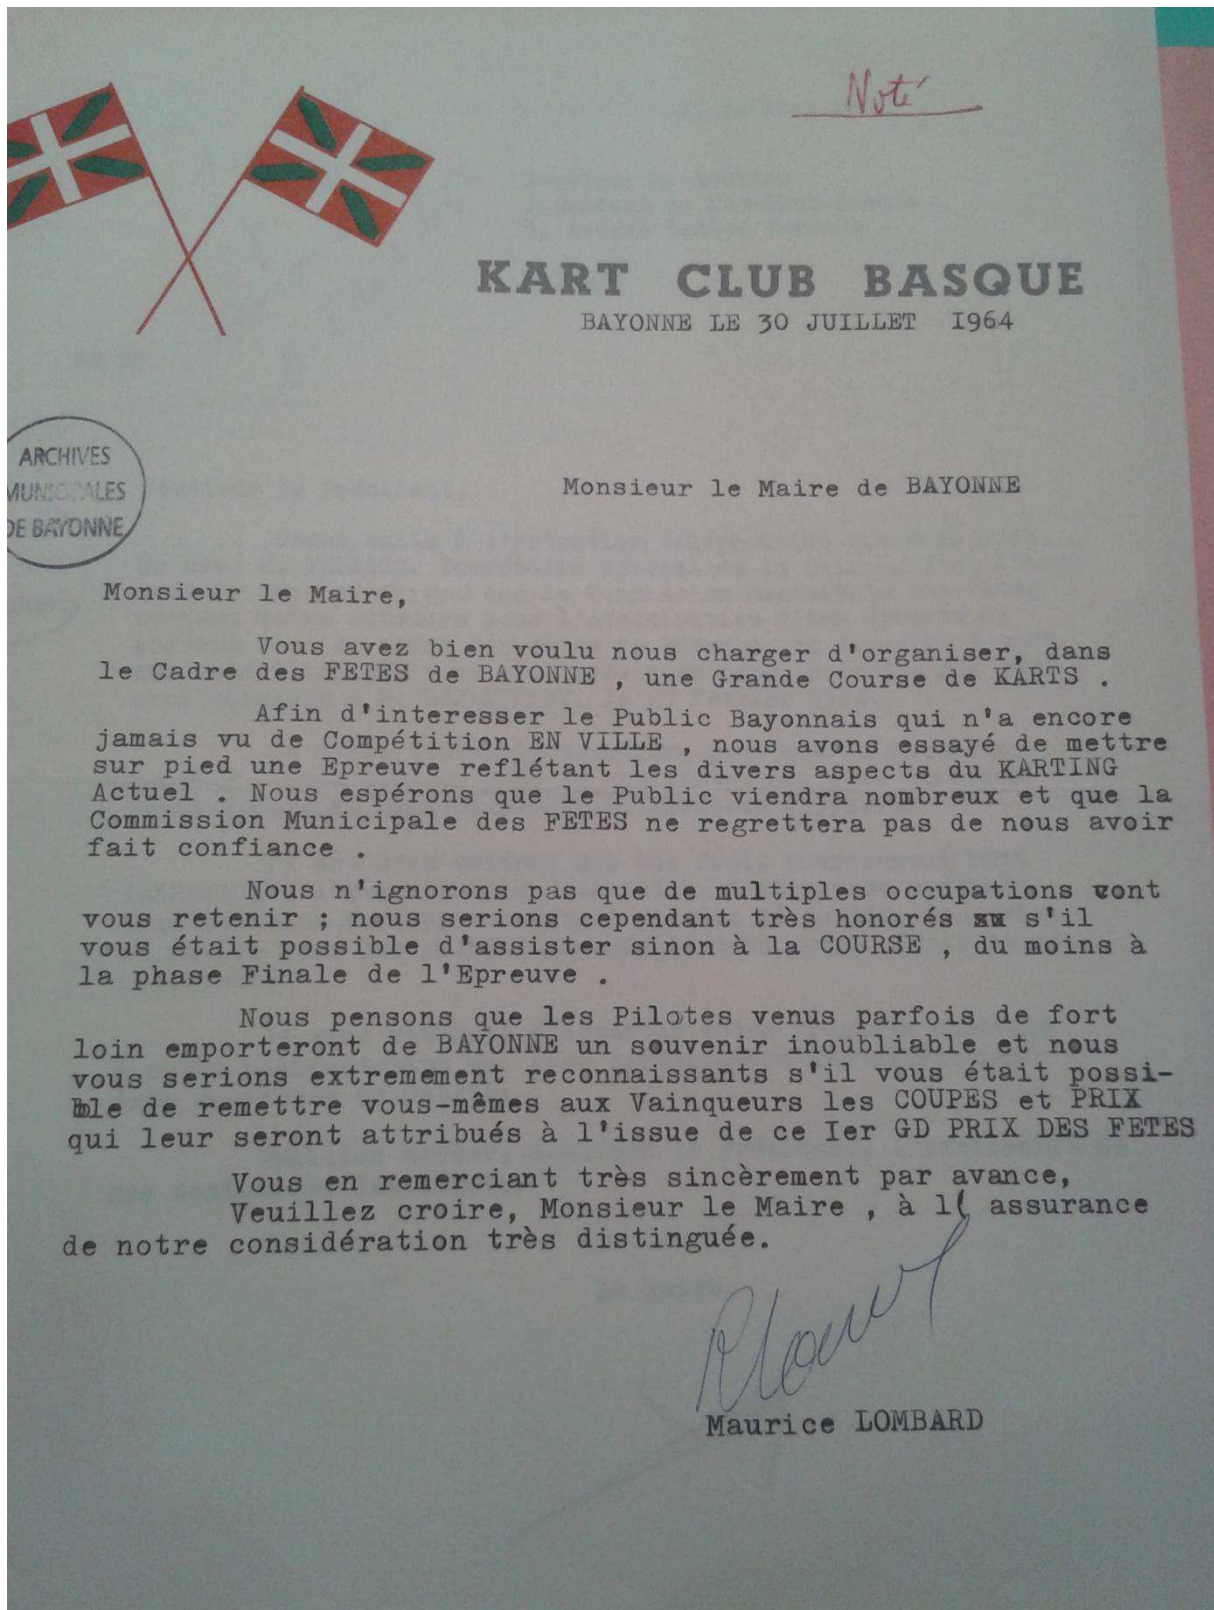 Noté
KART CLUB BASQUE
BAYONNE LE 30 JUILLET I964
ARCHIVES
MUNICIPALES
DE BAYONNE
Monsieur le Maire de BAYONNE
Monsieur le Maire,
Vous avez bien voulu nous charger d'organiser, dans
le Cadre des FETES de BAYONNE , une Grande Course de KARTS .
Afin d'interesser le Public Bayonnais qui n'a encore
jamais vu de Compétition EN VILLE , nous avons essayé de mettre
sur pied une Epreuve reflétant les divers aspects du KARTING
Actuel . Nous espérons que le Public viendra nombreux et que la
Commission Municipale des FETES ne regrettera pas de nous avoir
fait confiance .
Nous n'ignorons pas que de multiples occupations vont
vous retenir ; nous serions cependant très honorés s'il
vous était possible d'assister sinon à la COURSE , du moins à
la phase Finale de l'Epreuve .
Nous pensons que les Pilotes venus parfois de fort
loin emporteront de BAYONNE un souvenir inoubliable et nous
vous serions extremement reconnaissants s'il vous était possi-
ble de remettre vous-mêmes aux Vainqueurs les COUPES et PRIX
qui leur seront attribués à l'issue de ce Ier GD PRIX DES FETES
Vous en remerciant très sincèrement par avance,
Veuillez croire, Monsieur le Maire , à l( assurance
de notre considération très distinguée.
Maurice LOMBARD